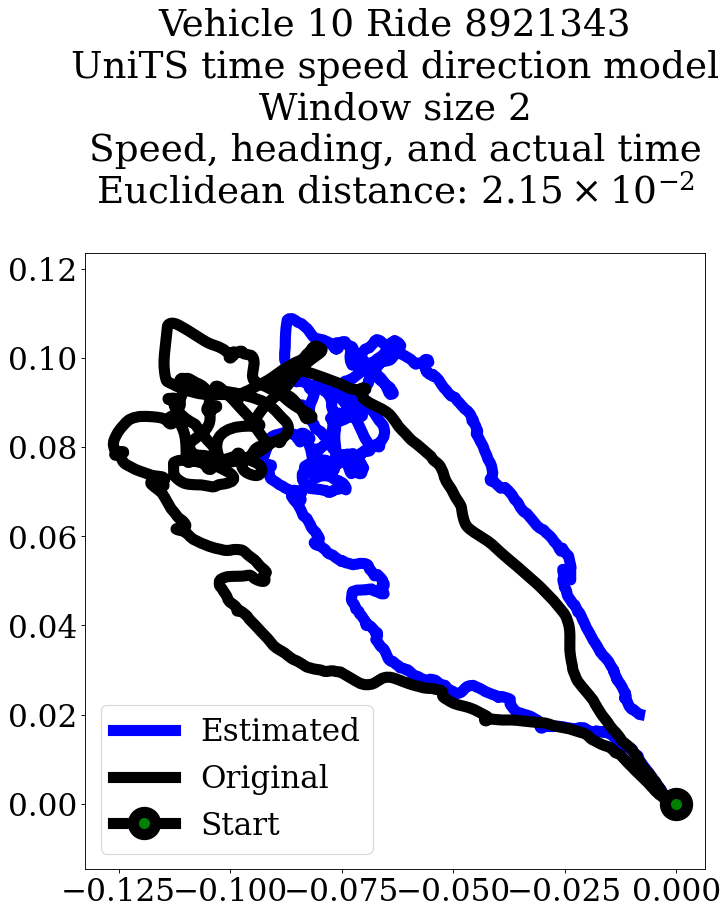 Vehicle 10 Ride 8921343
UniTS time speed direction model
Window size 2
Speed, heading, and actual time
Euclidean distance: 2.15 × 10⁻²
0.12
0.10
0.08
0.06
0.04
0.02
0.00
Estimated
Original
Start
−0.125 −0.100 −0.075 −0.050 −0.025 0.000